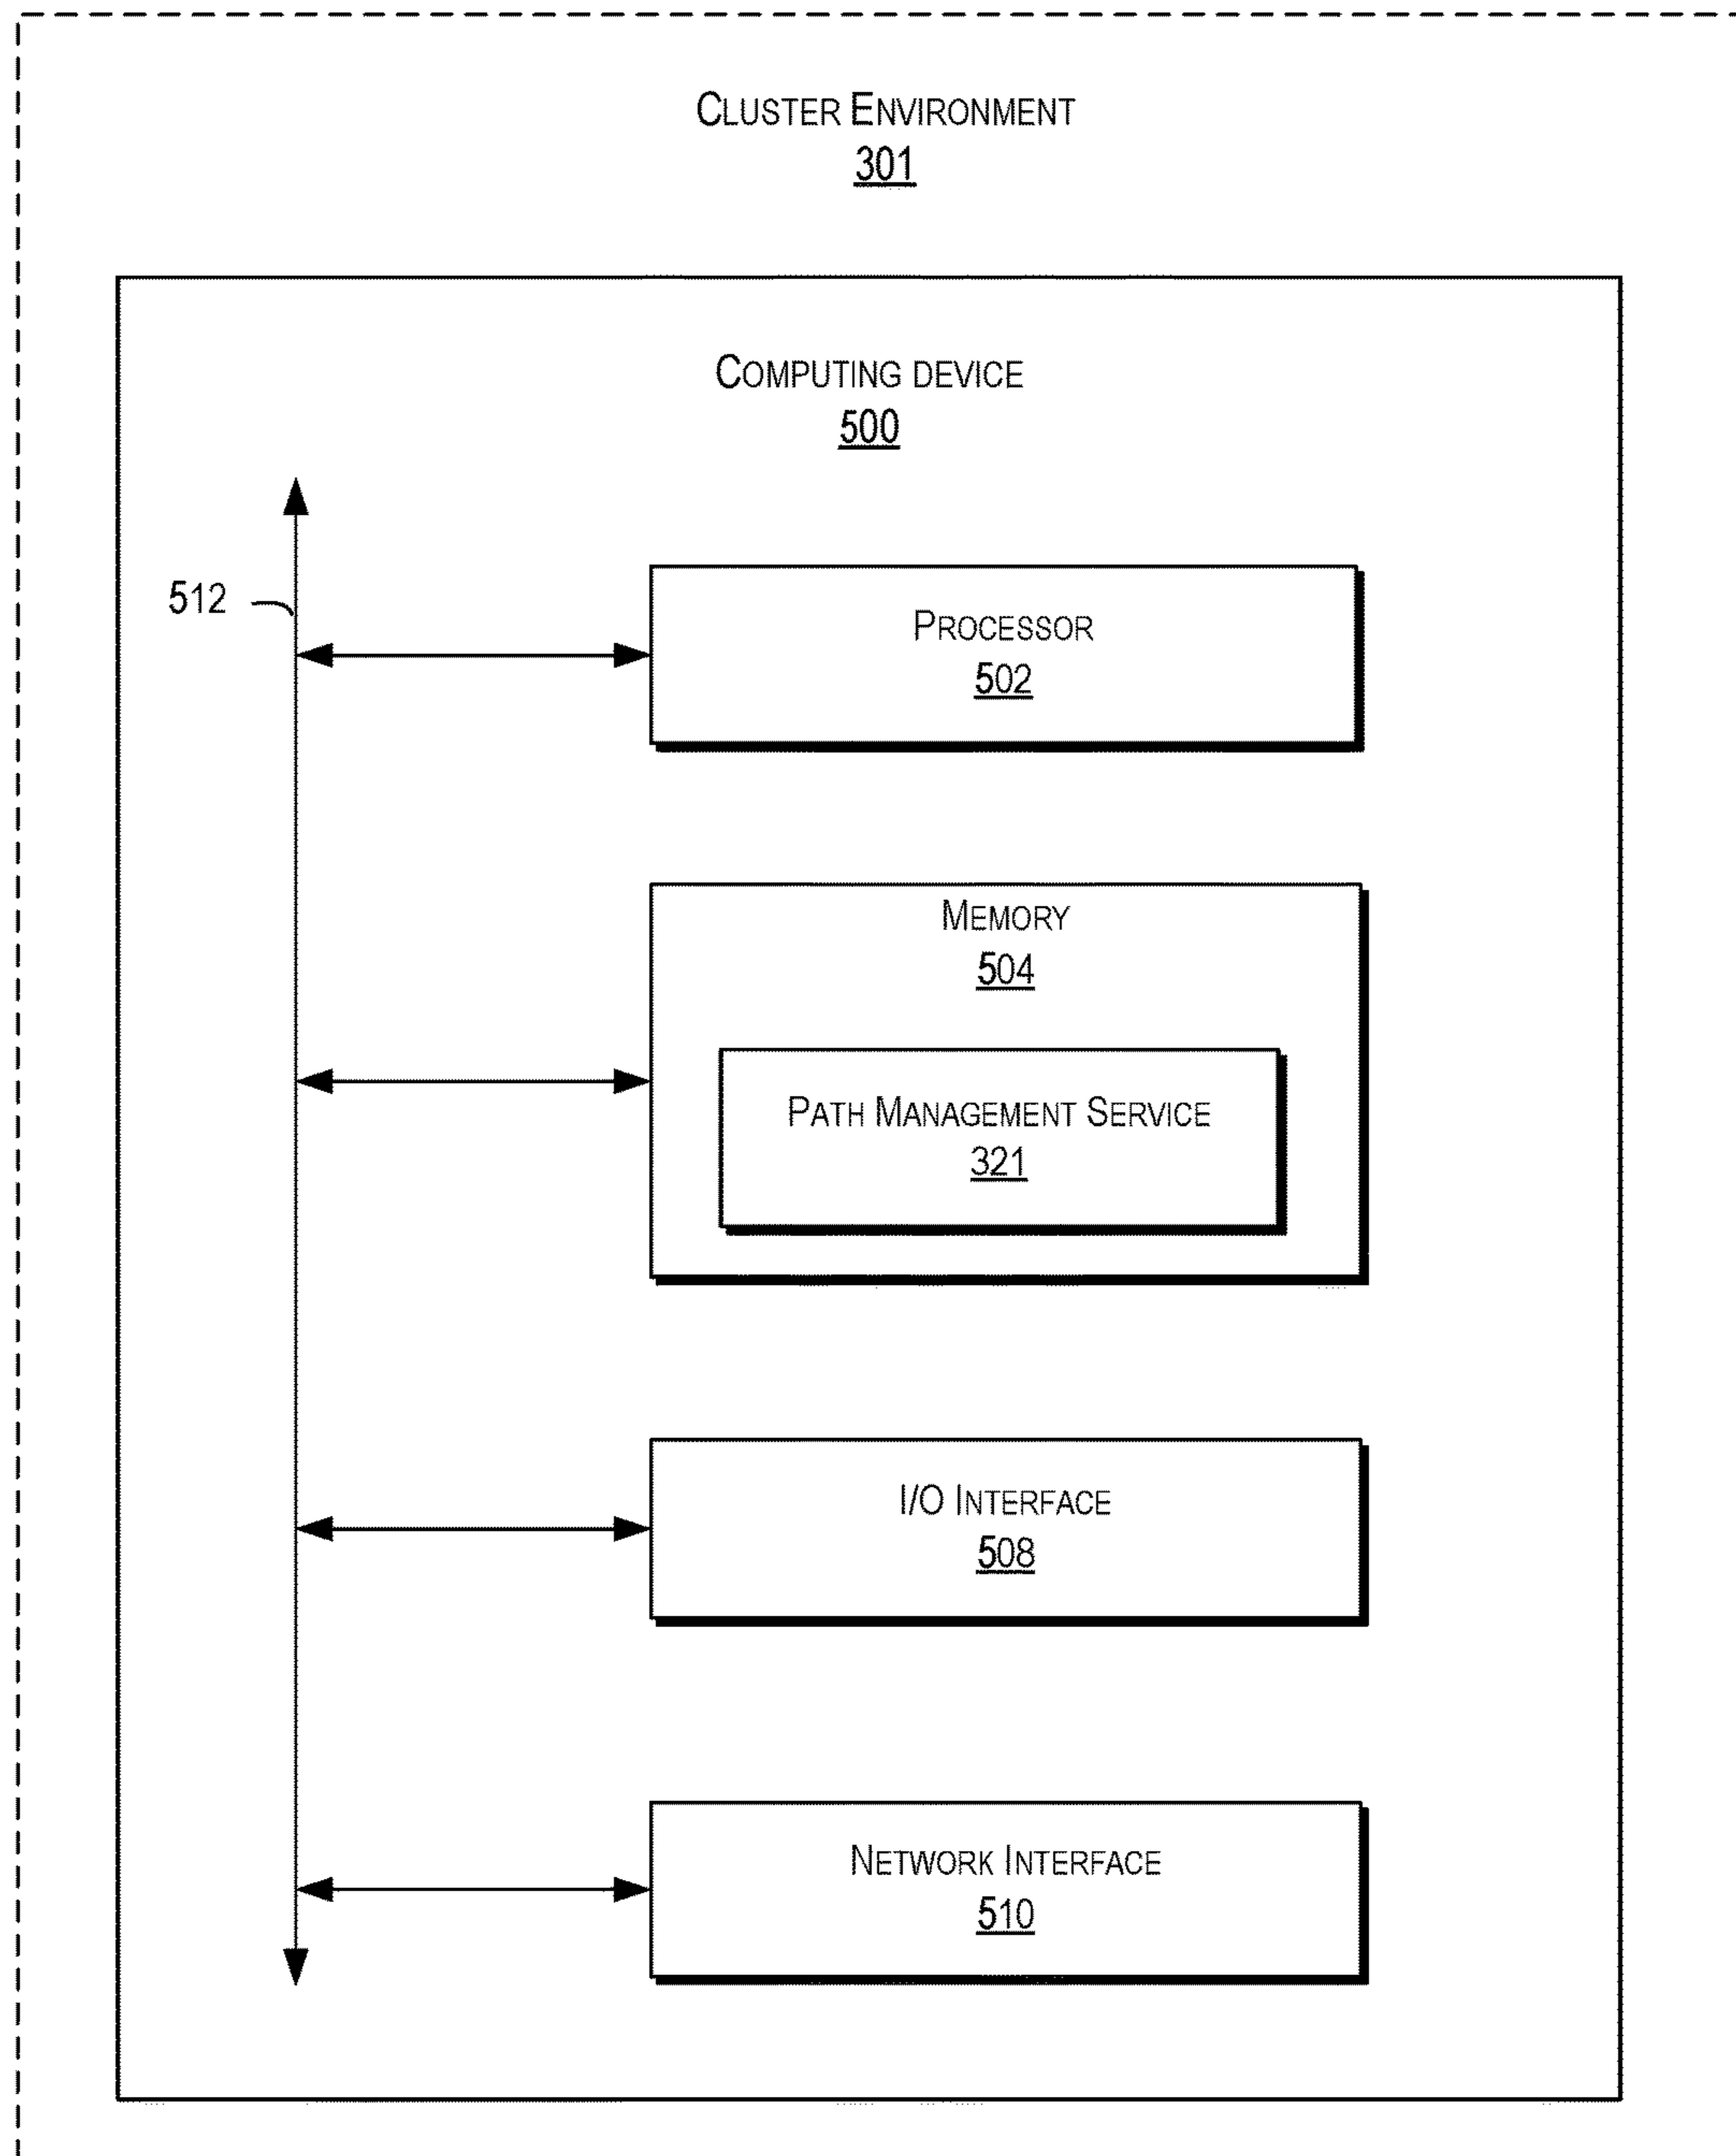 CLUSTER ENVIRONMENT
301
COMPUTING DEVICE
500
512
PROCESSOR
502
MEMORY
504
PATH MANAGEMENT SERVICE
321
I/O INTERFACE
508
NETWORK INTERFACE
510